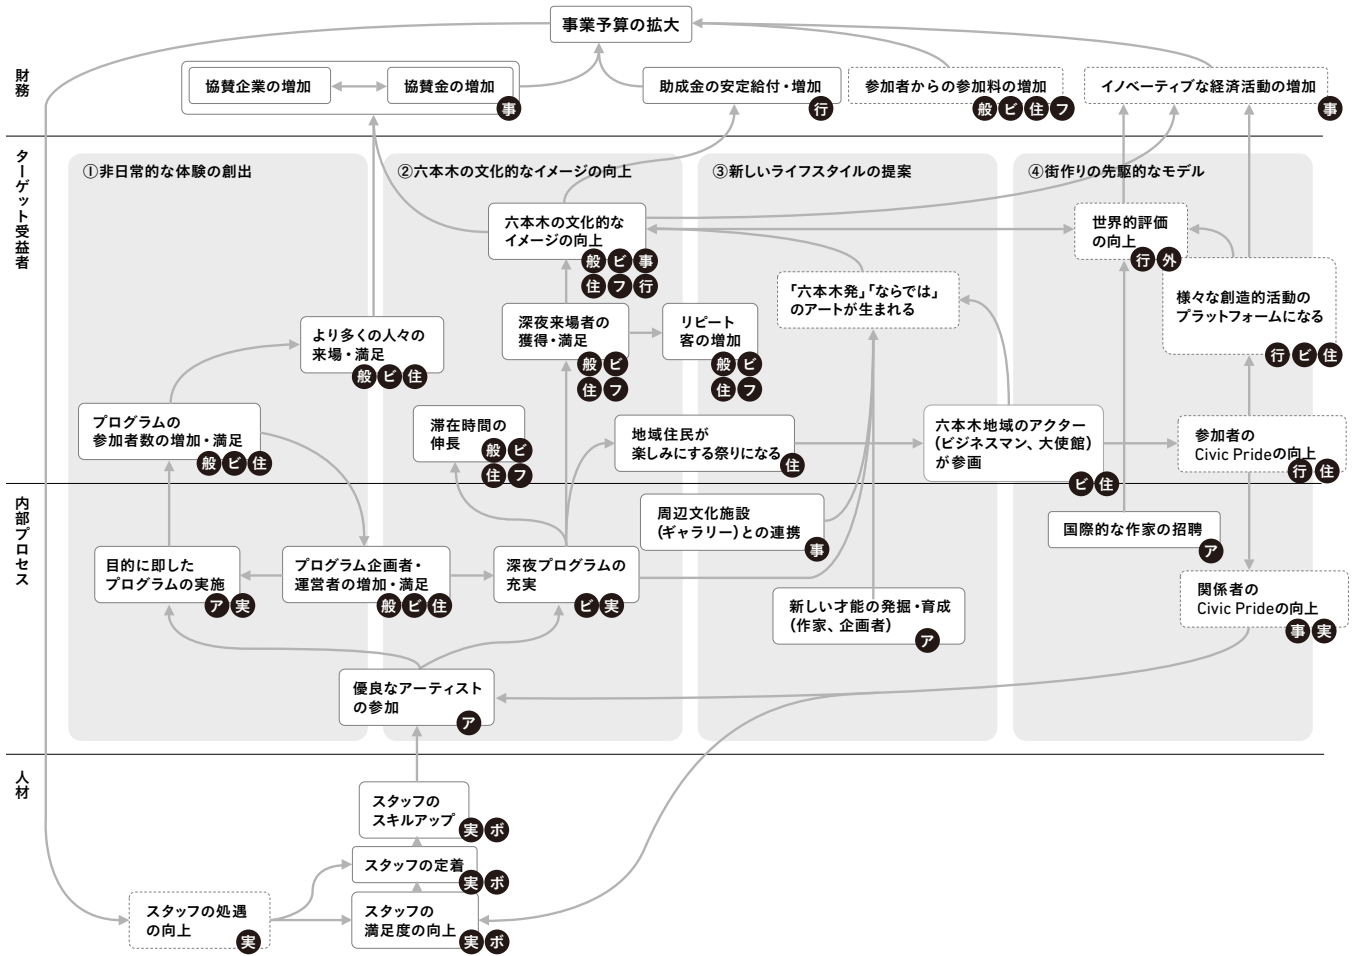 事業予算の拡大
財務
協賛企業の増加
協賛金の増加
事
助成金の安定給付・増加
行
参加者からの参加料の増加
般 ビ 住 フ
イノベーティブな経済活動の増加
事
ターゲット受益者
①非日常的な体験の創出
②六本木の文化的なイメージの向上
③新しいライフスタイルの提案
④街作りの先駆的なモデル
六本木の文化的な
イメージの向上
般 ビ 事
住 フ 行
世界的評価
の向上
行 外
「六本木発」「ならでは」
のアートが生まれる
様々な創造的活動の
プラットフォームになる
行 ビ 住
より多くの人々の
来場・満足
般 ビ 住
深夜来場者の
獲得・満足
般 ビ
住 フ
リピート
客の増加
般 ビ
住 フ
プログラムの
参加者数の増加・満足
般 ビ 住
滞在時間の
伸長
般 ビ
住 フ
地域住民が
楽しみにする祭りになる
住
六本木地域のアクター
(ビジネスマン、大使館)
が参画
ビ 住
参加者の
Civic Prideの向上
行 住
内部プロセス
周辺文化施設
(ギャラリー)との連携
事
国際的な作家の招聘
ア
目的に即した
プログラムの実施
ア 実
プログラム企画者・
運営者の増加・満足
般 ビ 住
深夜プログラムの
充実
ビ 実
新しい才能の発掘・育成
(作家、企画者)
ア
関係者の
Civic Prideの向上
事 実
優良なアーティスト
の参加
ア
人材
スタッフの
スキルアップ
実 ボ
スタッフの定着
実 ボ
スタッフの処遇
の向上
実
スタッフの
満足度の向上
実 ボ